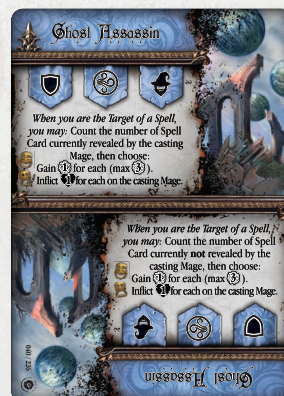 Ghost Assassin
When you are the Target of a Spell,
you may: Count the number of Spell
Card currently revealed by the casting
Mage, then choose:
Gain 1 for each (max 3).
Inflict 1 for each on the casting Mage.
When you are the Target of a Spell,
you may: Count the number of Spell
Card currently not revealed by the
casting Mage, then choose:
Gain 1 for each (max 3).
Inflict 1 for each on the casting Mage.
Ghost Assassin